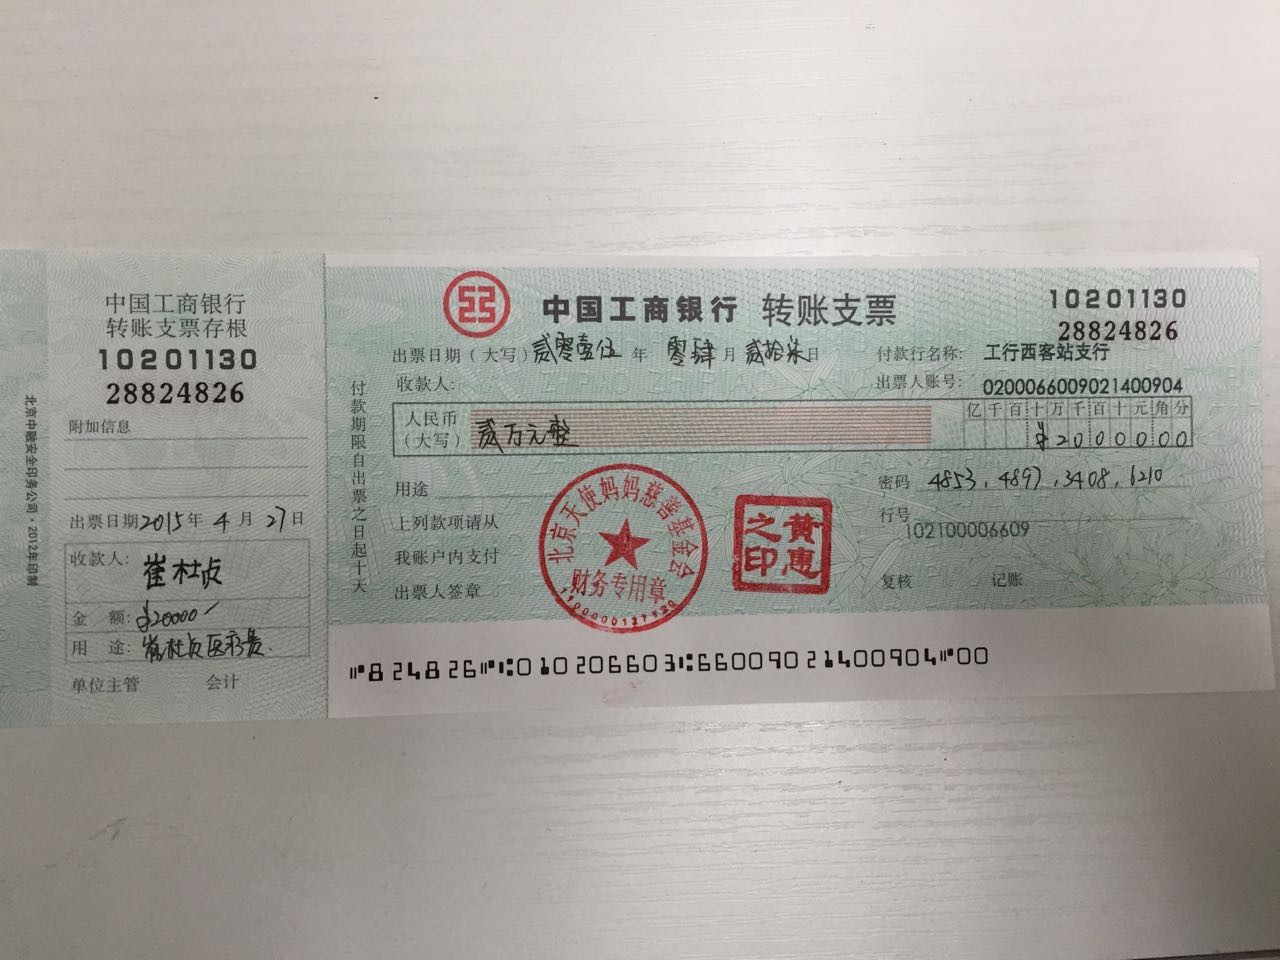 中国工商银行
转账支票存根
10201130
28824826
附加信息
出票日期2015年 4 月 27日
收款人：崔杜贞
金 额：¥20000
用 途：崔杜贞医疗费.
单位主管 会计
北京中融安全印务公司·2012年印制
中国工商银行 转账支票
10201130
28824826
出票日期（大写）贰零壹伍 年 零肆 月 贰拾柒日
付款行名称：工行西客站支行
收款人：
出票人账号：0200066009021400904
人民币（大写） 贰万元整
亿千百十万千百十元角分
¥2000000
付款期限自出票之日起十天
用途
密码 4853，4897，3408，6210
上列款项请从
行号 102100006609
我账户内支付
出票人签章
复核 记账
北京天使妈妈慈善基金会
财务专用章
黄惠之印
⑈824826⑈⑆010206603⑆6600902140090 4⑈00